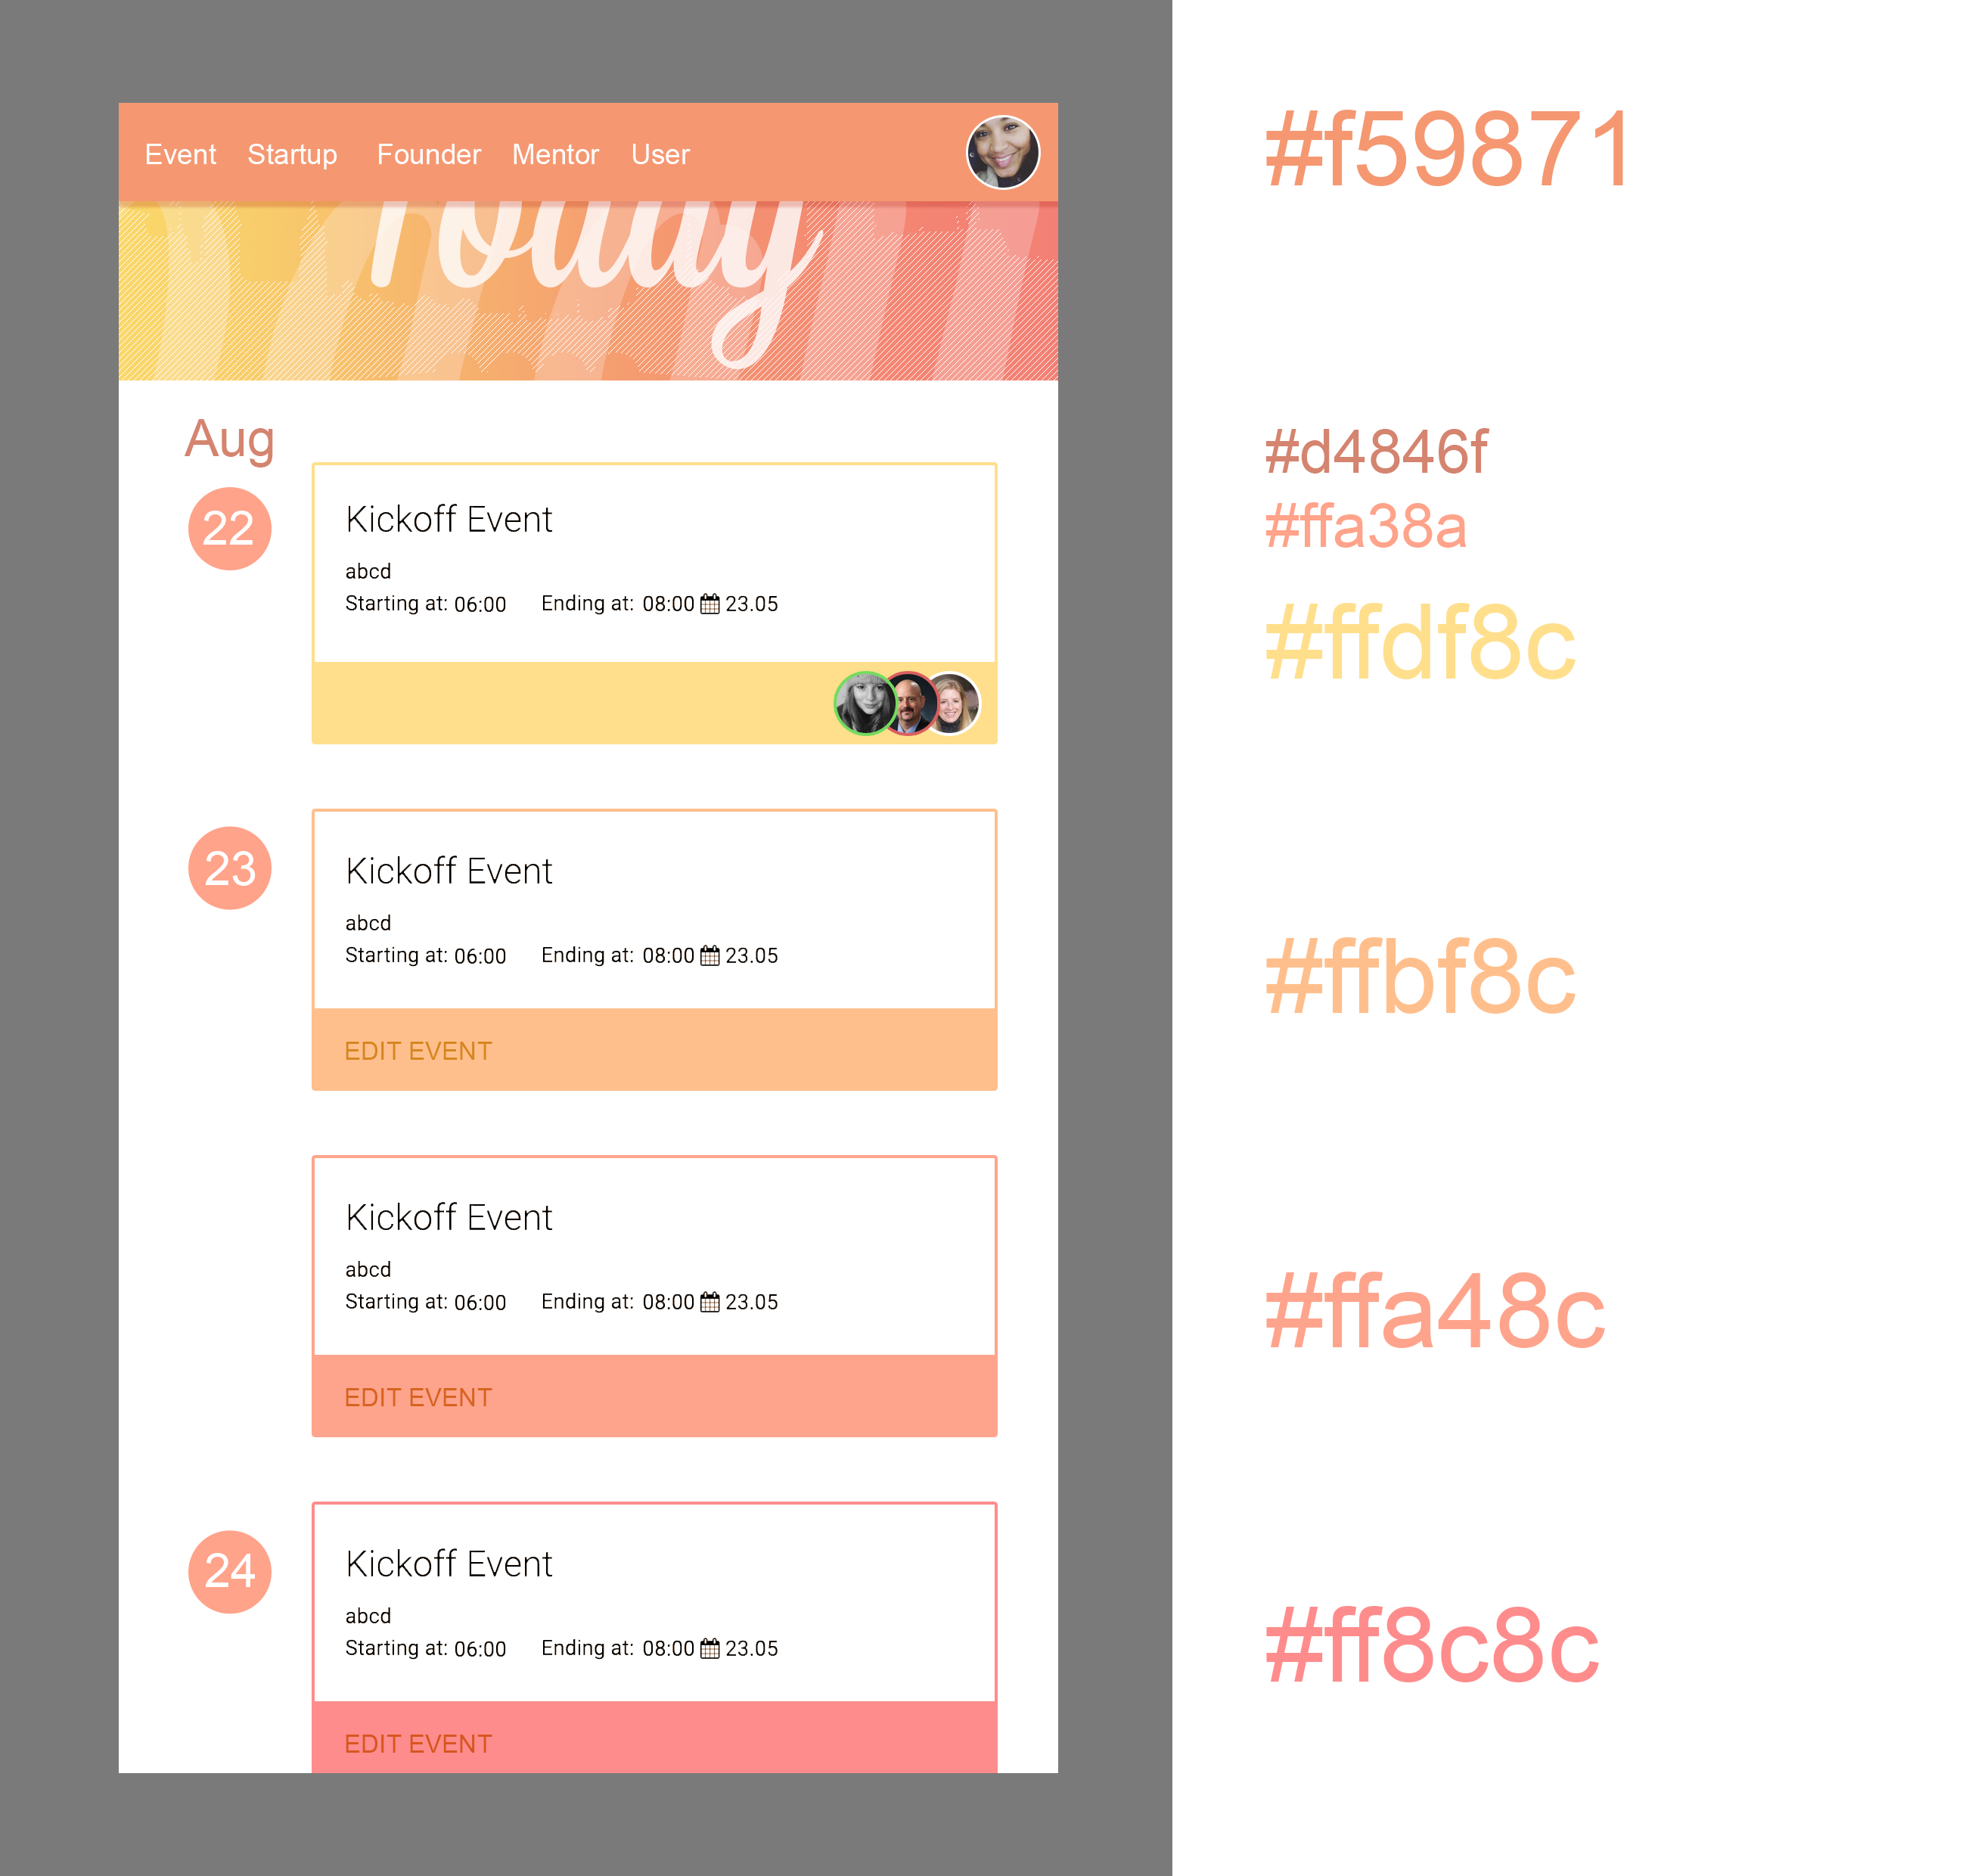 Event Startup Founder Mentor User
Today
Aug
22
Kickoff Event
abcd
Starting at: 06:00 Ending at: 08:00 23.05
23
Kickoff Event
abcd
Starting at: 06:00 Ending at: 08:00 23.05
EDIT EVENT
Kickoff Event
abcd
Starting at: 06:00 Ending at: 08:00 23.05
EDIT EVENT
24
Kickoff Event
abcd
Starting at: 06:00 Ending at: 08:00 23.05
EDIT EVENT
#f59871
#d4846f
#ffa38a
#ffdf8c
#ffbf8c
#ffa48c
#ff8c8c